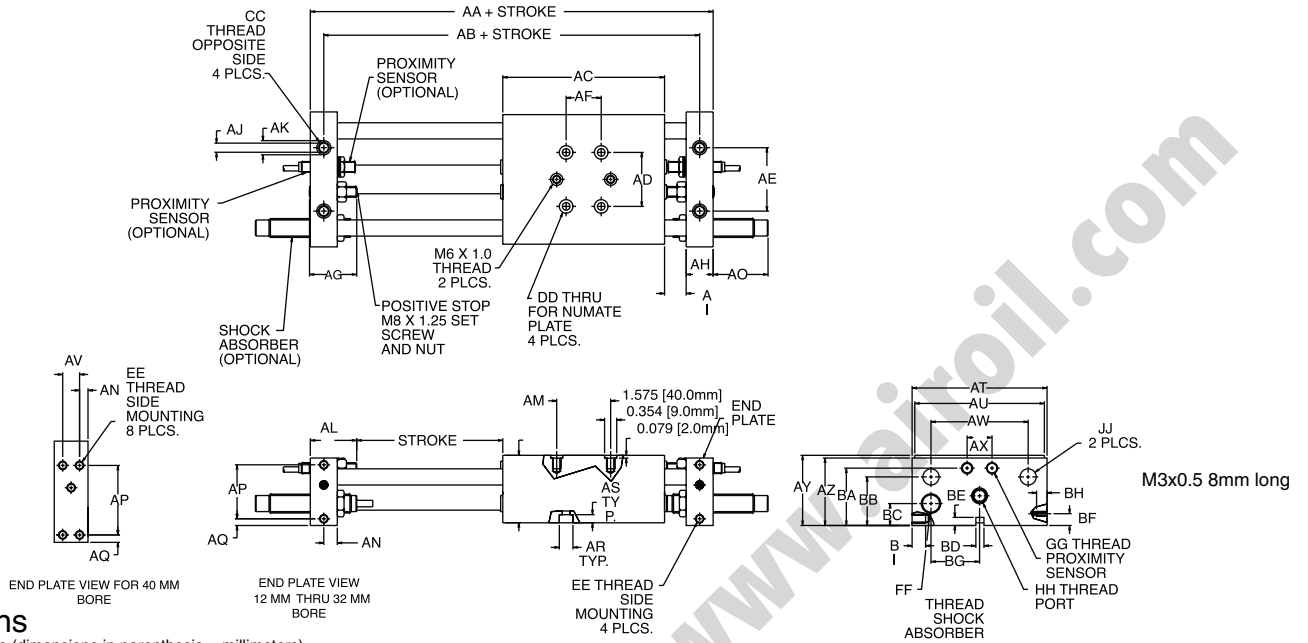 AA + STROKE
CC
THREAD
OPPOSITE
SIDE
4 PLCS.
AB + STROKE
PROXIMITY
SENSOR
(OPTIONAL)
AC
AF
AJ
AK
AD
AE
PROXIMITY
SENSOR
(OPTIONAL)
M6 X 1.0
THREAD
2 PLCS.
AH
AO
AG
A
I
POSITIVE STOP
M8 X 1.25 SET
SCREW
AND NUT
DD THRU
FOR NUMATE
PLATE
4 PLCS.
SHOCK
ABSORBER
(OPTIONAL)
AV
AN
EE
THREAD
SIDE
MOUNTING
8 PLCS.
AP
AQ
END PLATE VIEW FOR 40 MM
BORE
AL
STROKE
AM
1.575 [40.0mm]
0.354 [9.0mm]
0.079 [2.0mm]
END
PLATE
AP
AQ
AN
AS
TY
P.
AR
TYP.
END PLATE VIEW
12 MM THRU 32 MM
BORE
EE THREAD
SIDE
MOUNTING
4 PLCS.
AT
AU
AW
AX
JJ
2 PLCS.
AY
AZ
BA
BB
BC
BE
BH
BF
B
I
BD
BG
FF
THREAD
SHOCK
ABSORBER
GG THREAD
PROXIMITY
SENSOR
HH THREAD
PORT
M3x0.5 8mm long
www.airoil.com
ns